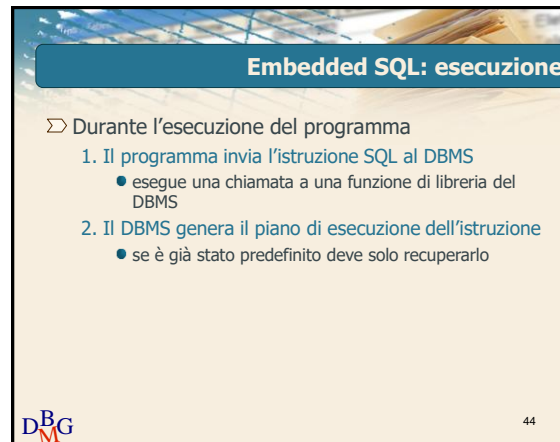 Embedded SQL: esecuzione
Durante l'esecuzione del programma
1. Il programma invia l'istruzione SQL al DBMS
esegue una chiamata a una funzione di libreria del
DBMS
2. Il DBMS genera il piano di esecuzione dell'istruzione
se è già stato predefinito deve solo recuperarlo
DBMG
44